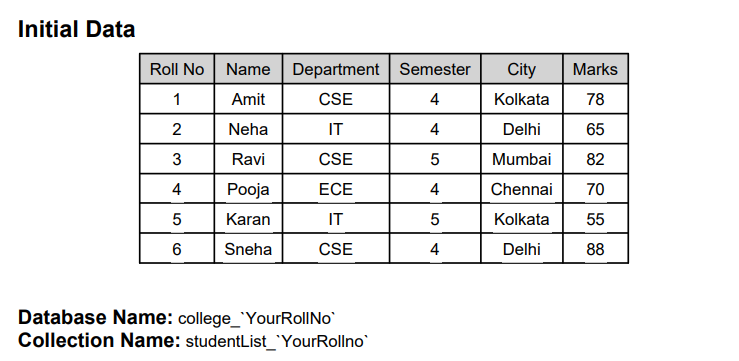 Initial Data
Roll No Name Department Semester City Marks
1 Amit CSE 4 Kolkata 78
2 Neha IT 4 Delhi 65
3 Ravi CSE 5 Mumbai 82
4 Pooja ECE 4 Chennai 70
5 Karan IT 5 Kolkata 55
6 Sneha CSE 4 Delhi 88
Database Name: college_`YourRollNo`
Collection Name: studentList_`YourRollno`